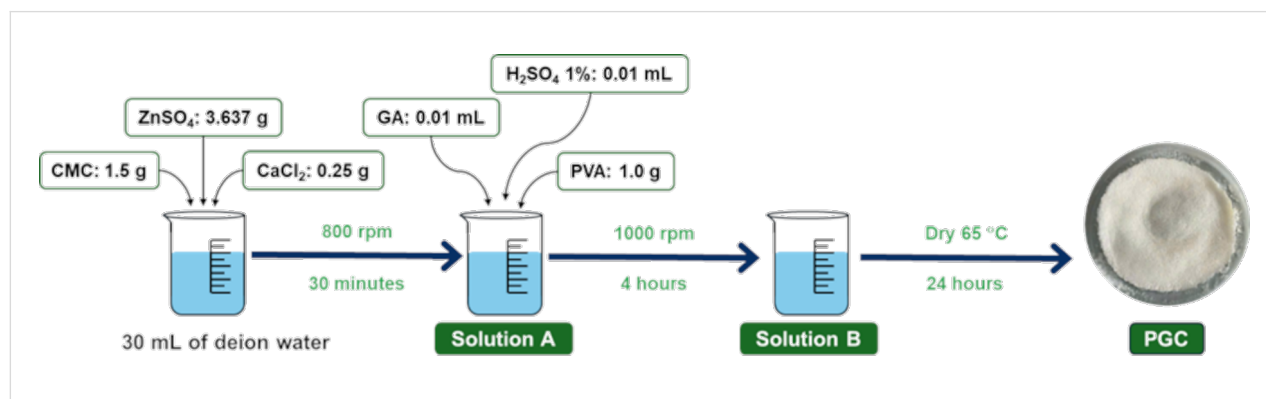 H₂SO₄ 1%: 0.01 mL
ZnSO₄: 3.637 g
GA: 0.01 mL
CMC: 1.5 g
CaCl₂: 0.25 g
PVA: 1.0 g
800 rpm
1000 rpm
Dry 65 °C
30 minutes
4 hours
24 hours
30 mL of deion water
Solution A
Solution B
PGC